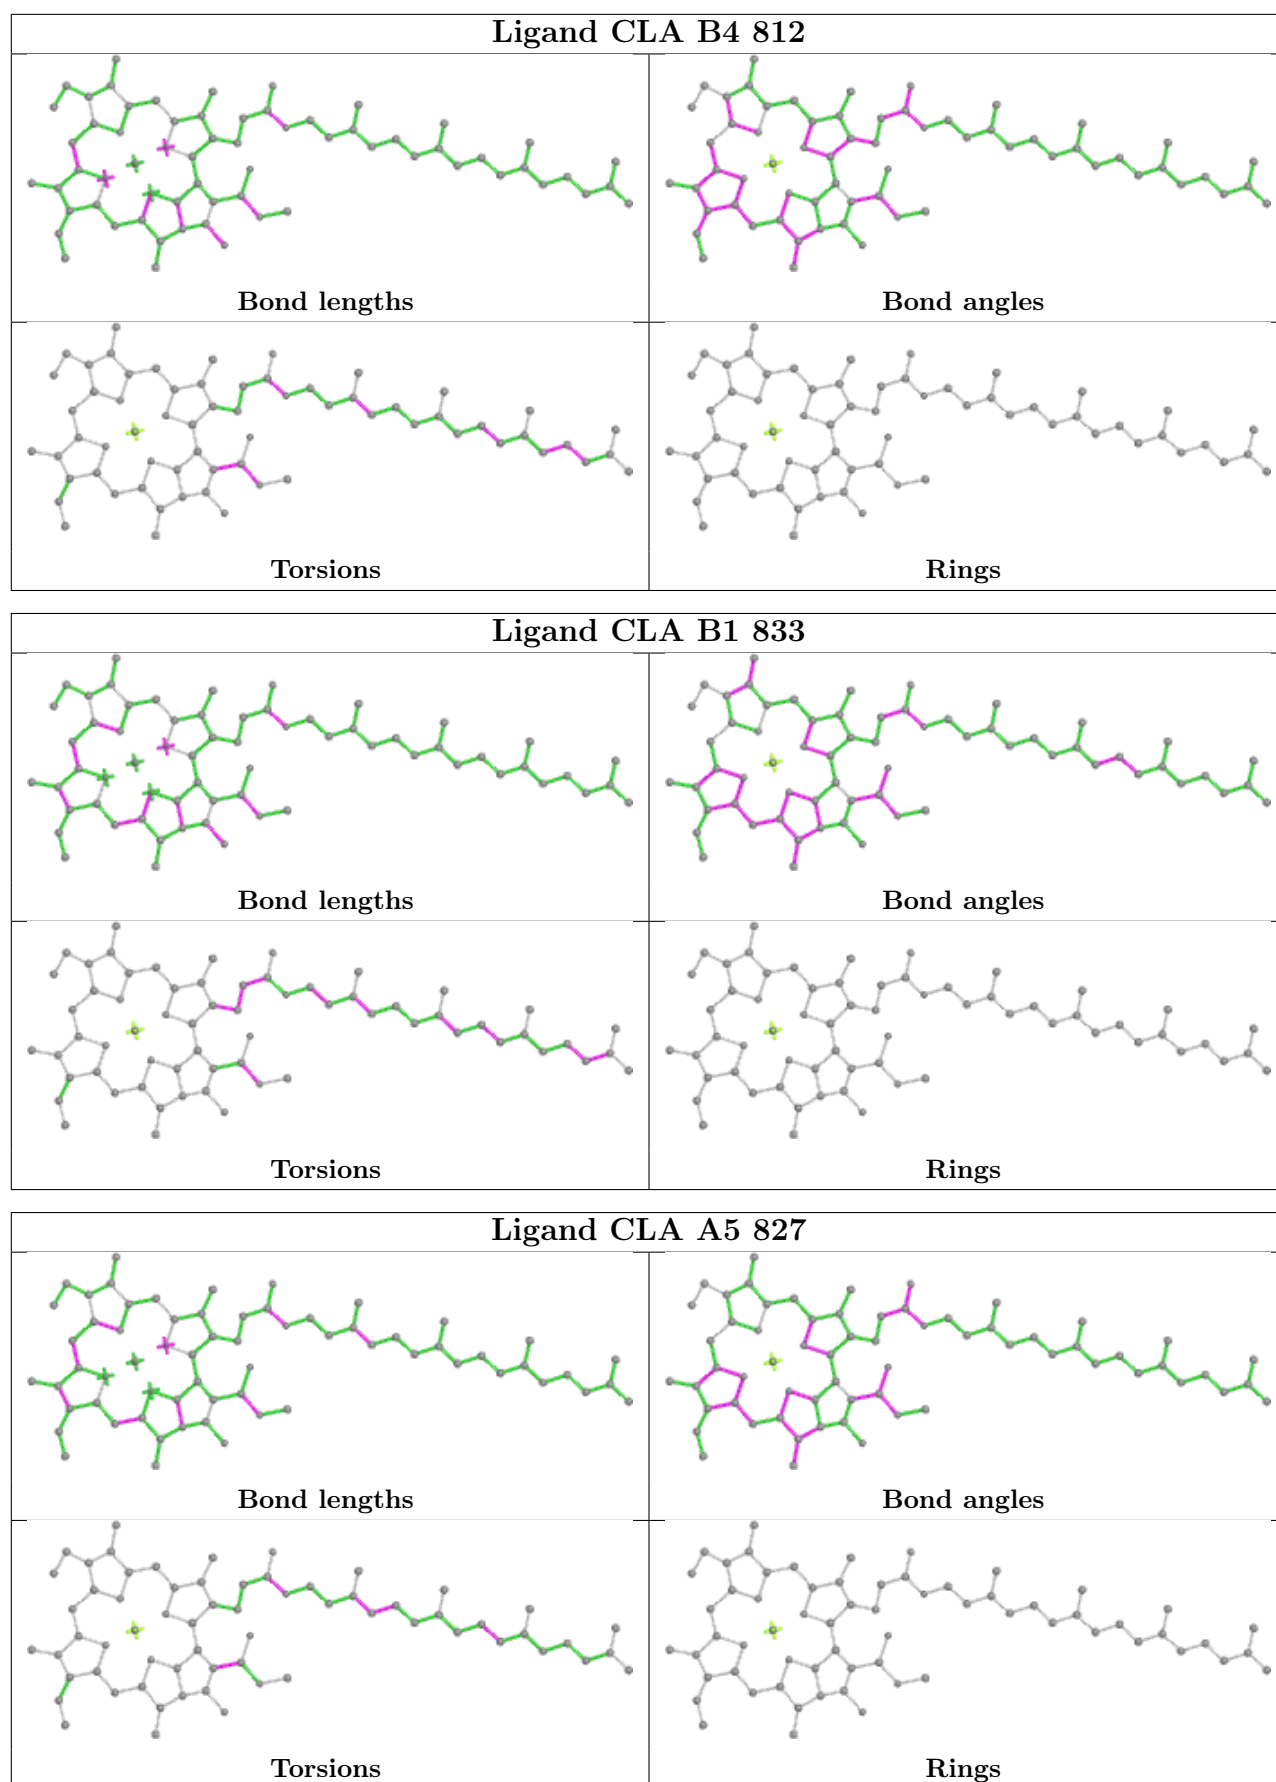 Ligand CLA B4 812
Bond lengths
Bond angles
Torsions
Rings
Ligand CLA B1 833
Bond lengths
Bond angles
Torsions
Rings
Ligand CLA A5 827
Bond lengths
Bond angles
Torsions
Rings